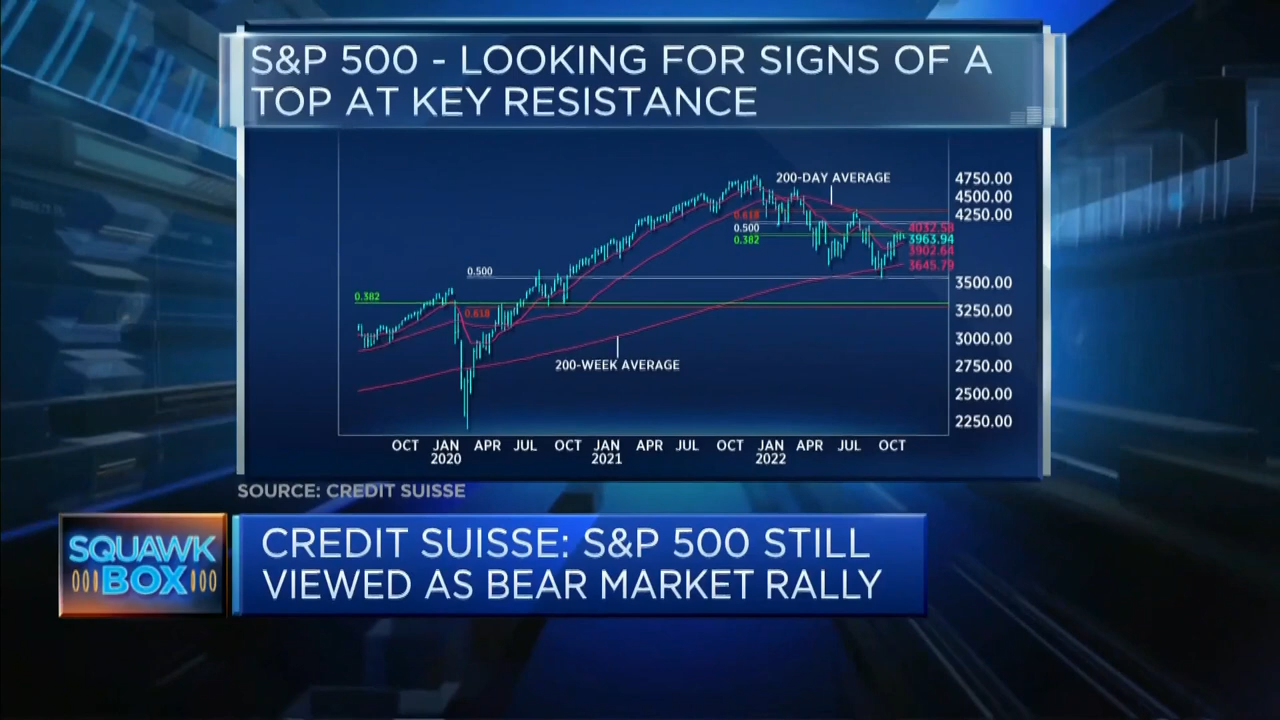 S&P 500 - LOOKING FOR SIGNS OF A
TOP AT KEY RESISTANCE
200-DAY AVERAGE
4750.00
4500.00
4250.00
0.618
0.500
0.382
4032.58
3963.94
3902.64
3645.79
0.500
3500.00
0.382
0.618
3250.00
3000.00
200-WEEK AVERAGE
2750.00
2500.00
2250.00
OCT JAN APR JUL OCT JAN APR JUL OCT JAN APR JUL OCT
2020 2021 2022
SOURCE: CREDIT SUISSE
SQUAWK
BOX
CREDIT SUISSE: S&P 500 STILL
VIEWED AS BEAR MARKET RALLY